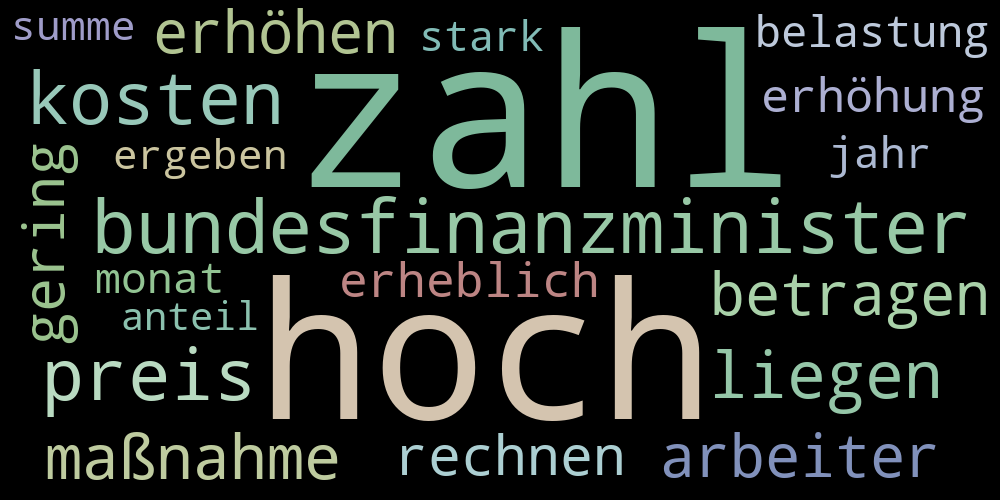 summe
erhöhen
stark
belastung
zahl
kosten
erhöhung
ergeben
jahr
gering
bundesfinanzminister
monat
erheblich
betragen
anteil
hoch
preis
liegen
maßnahme
rechnen
arbeiter